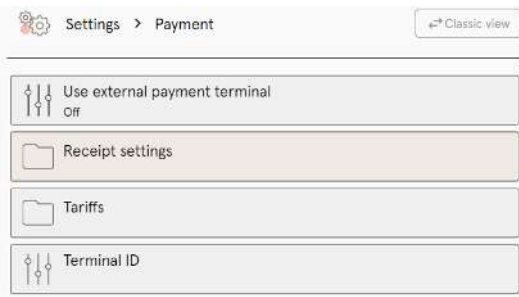 Settings > Payment
Classic view
Use external payment terminal
Off
Receipt settings
Tariffs
Terminal ID